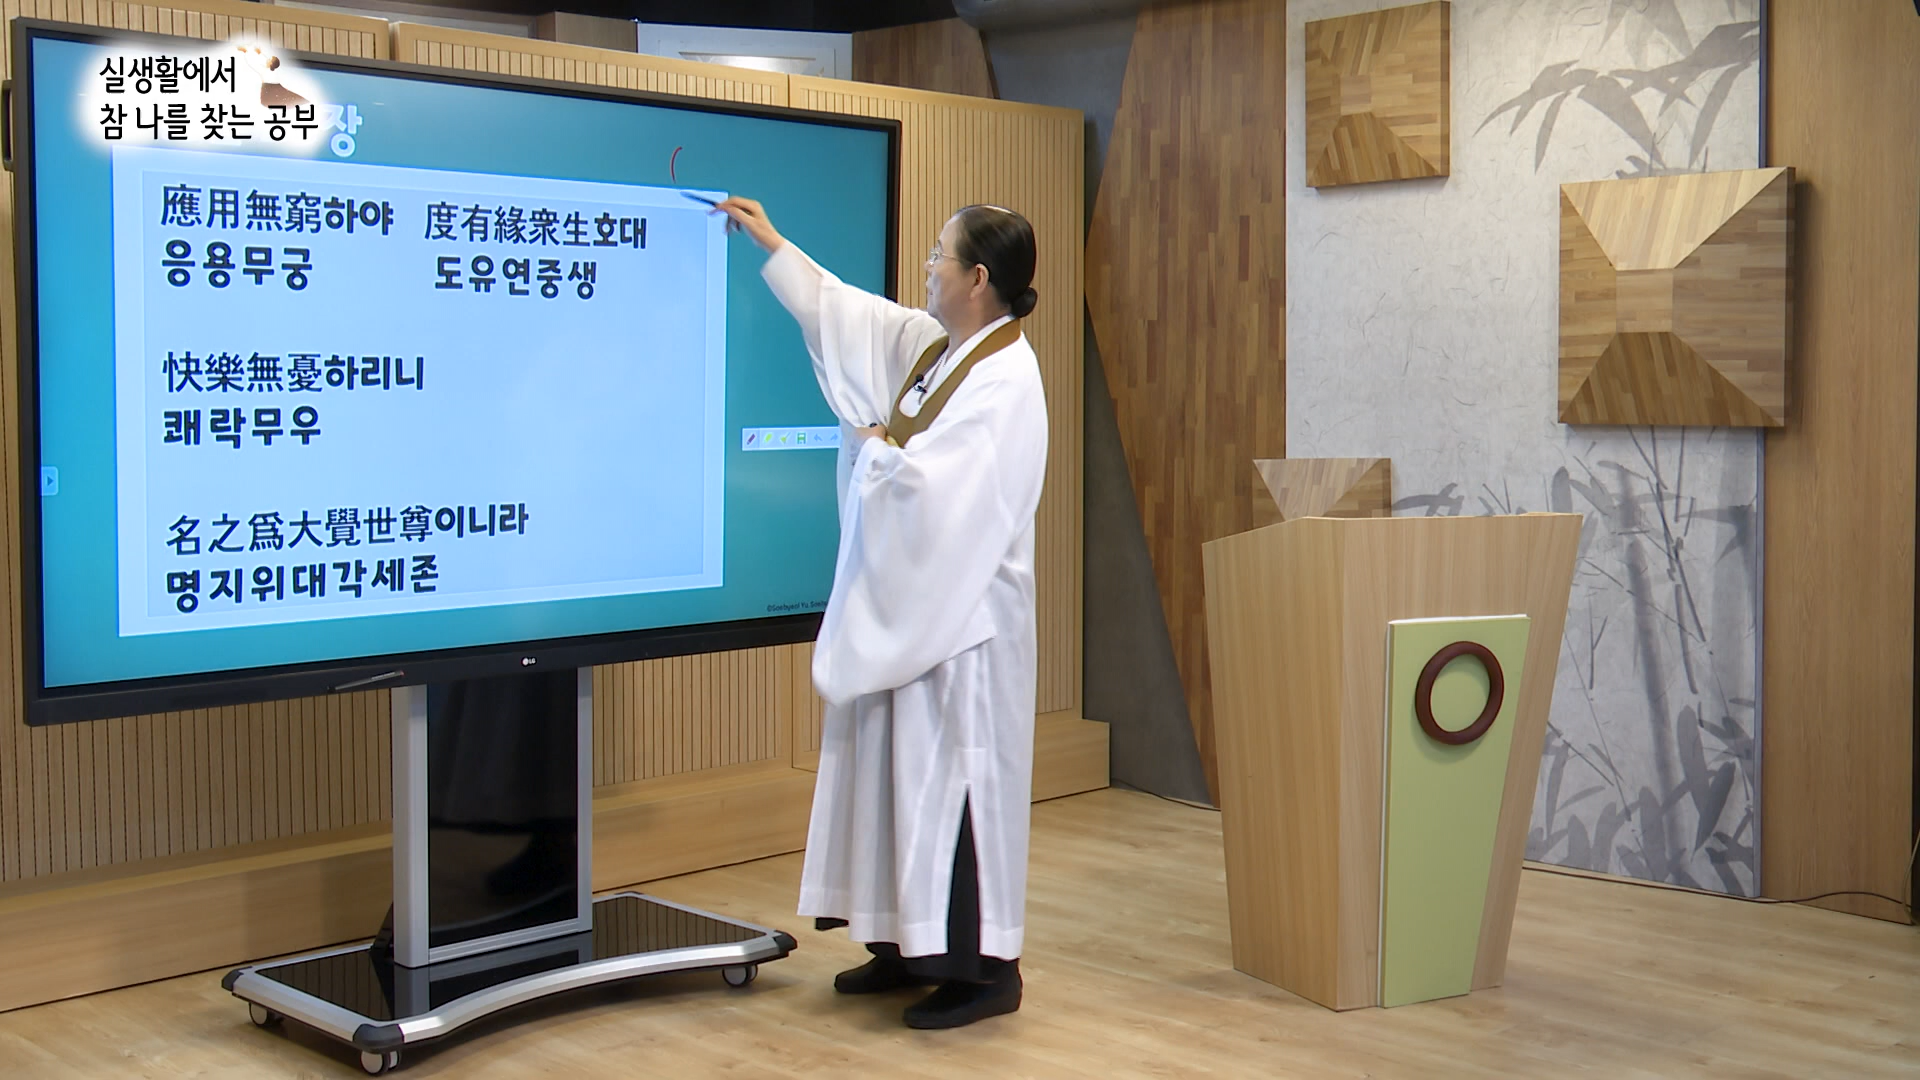 실생활에서
참 나를 찾는 공부
장
應用無窮하야 度有緣衆生호대
응용무궁 도유연중생
快樂無憂하리니
쾌락무우
名之爲大覺世尊이니라
명지위대각세존
LG